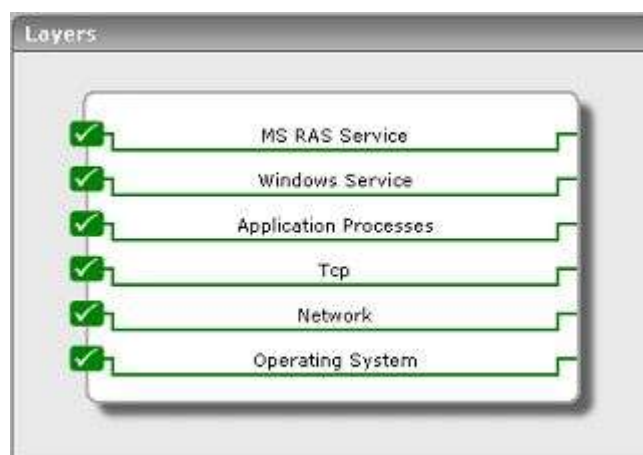 Layers
MS RAS Service
Windows Service
Application Processes
Tcp
Network
Operating System